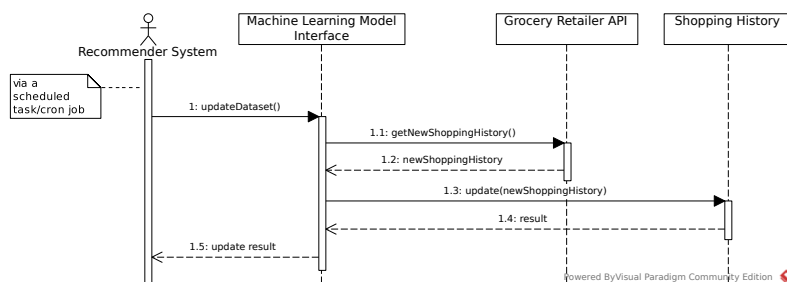 Machine Learning Model
Interface
Grocery Retailer API
Shopping History
Recommender System
via a
scheduled
task/cron job
1: updateDataset()
1.1: getNewShoppingHistory()
1.2: newShoppingHistory
1.3: update(newShoppingHistory)
1.4: result
1.5: update result
Powered ByVisual Paradigm Community Edition